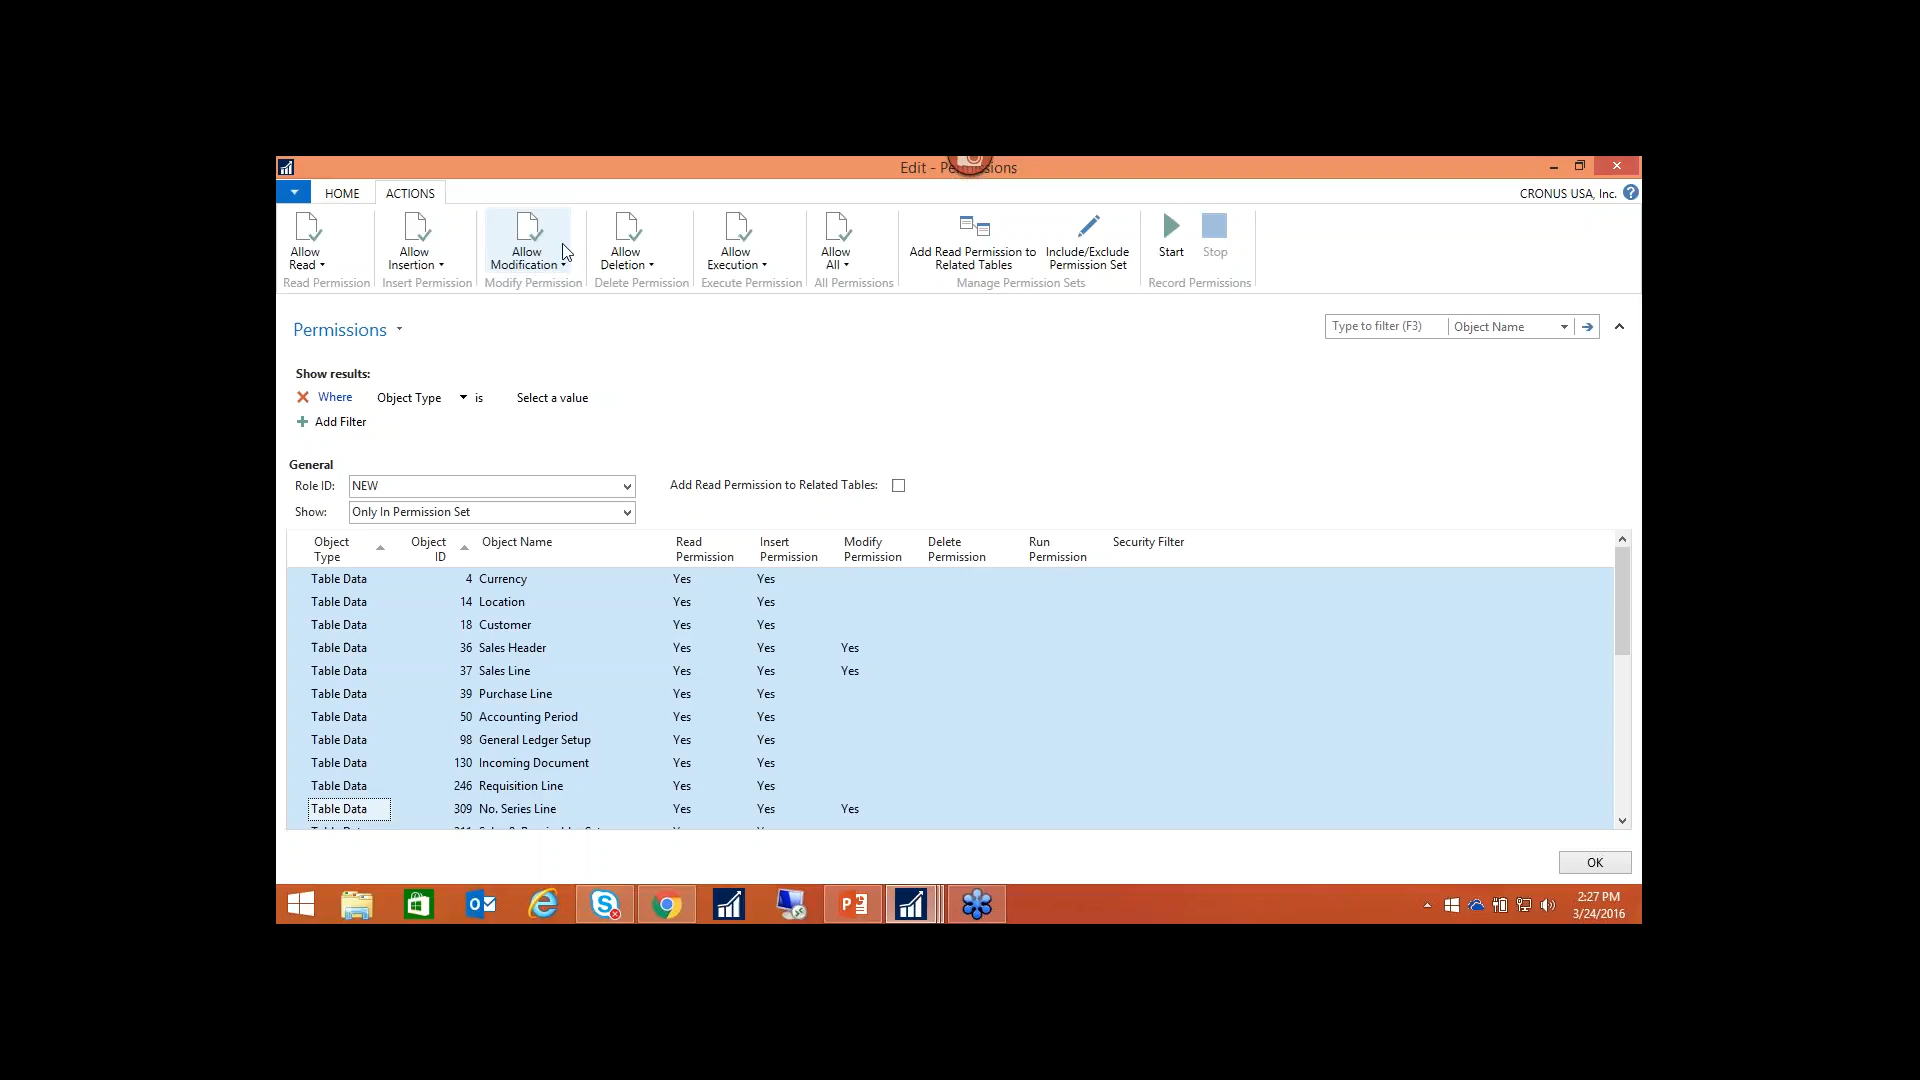 Edit - Permissions
HOME
ACTIONS
CRONUS USA, Inc.
Allow Read
Allow Insertion
Allow Modification
Allow Deletion
Allow Execution
Allow All
Add Read Permission to Related Tables
Include/Exclude Permission Set
Start
Stop
Read Permission
Insert Permission
Modify Permission
Delete Permission
Execute Permission
All Permissions
Manage Permission Sets
Record Permissions
Permissions
Type to filter (F3)
Object Name
Show results:
Where Object Type is Select a value
Add Filter
General
Role ID: NEW
Add Read Permission to Related Tables:
Show: Only In Permission Set
Object Type
Object ID
Object Name
Read Permission
Insert Permission
Modify Permission
Delete Permission
Run Permission
Security Filter
Table Data 4 Currency Yes Yes
Table Data 14 Location Yes Yes
Table Data 18 Customer Yes Yes
Table Data 36 Sales Header Yes Yes Yes
Table Data 37 Sales Line Yes Yes Yes
Table Data 39 Purchase Line Yes Yes
Table Data 50 Accounting Period Yes Yes
Table Data 98 General Ledger Setup Yes Yes
Table Data 130 Incoming Document Yes Yes
Table Data 246 Requisition Line Yes Yes
Table Data 309 No. Series Line Yes Yes Yes
OK
2:27 PM
3/24/2016